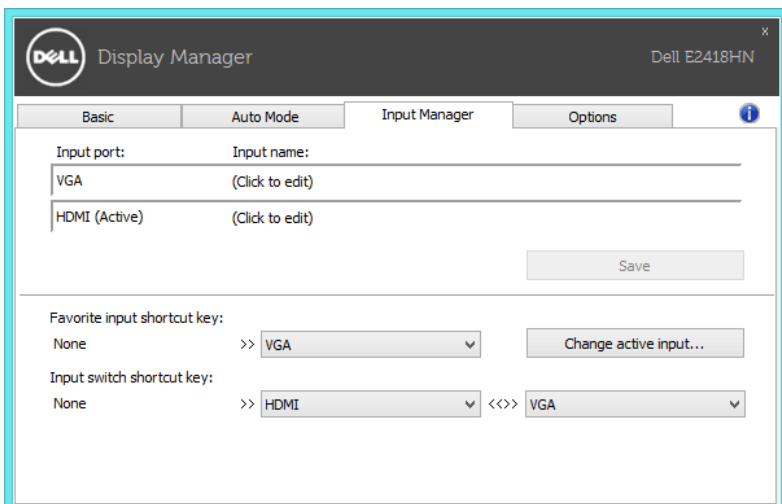 x
DELL Display Manager Dell E2418HN
Basic Auto Mode Input Manager Options
Input port: Input name:
VGA (Click to edit)
HDMI (Active) (Click to edit)
Save
Favorite input shortcut key:
None >> VGA Change active input...
Input switch shortcut key:
None >> HDMI <<>> VGA